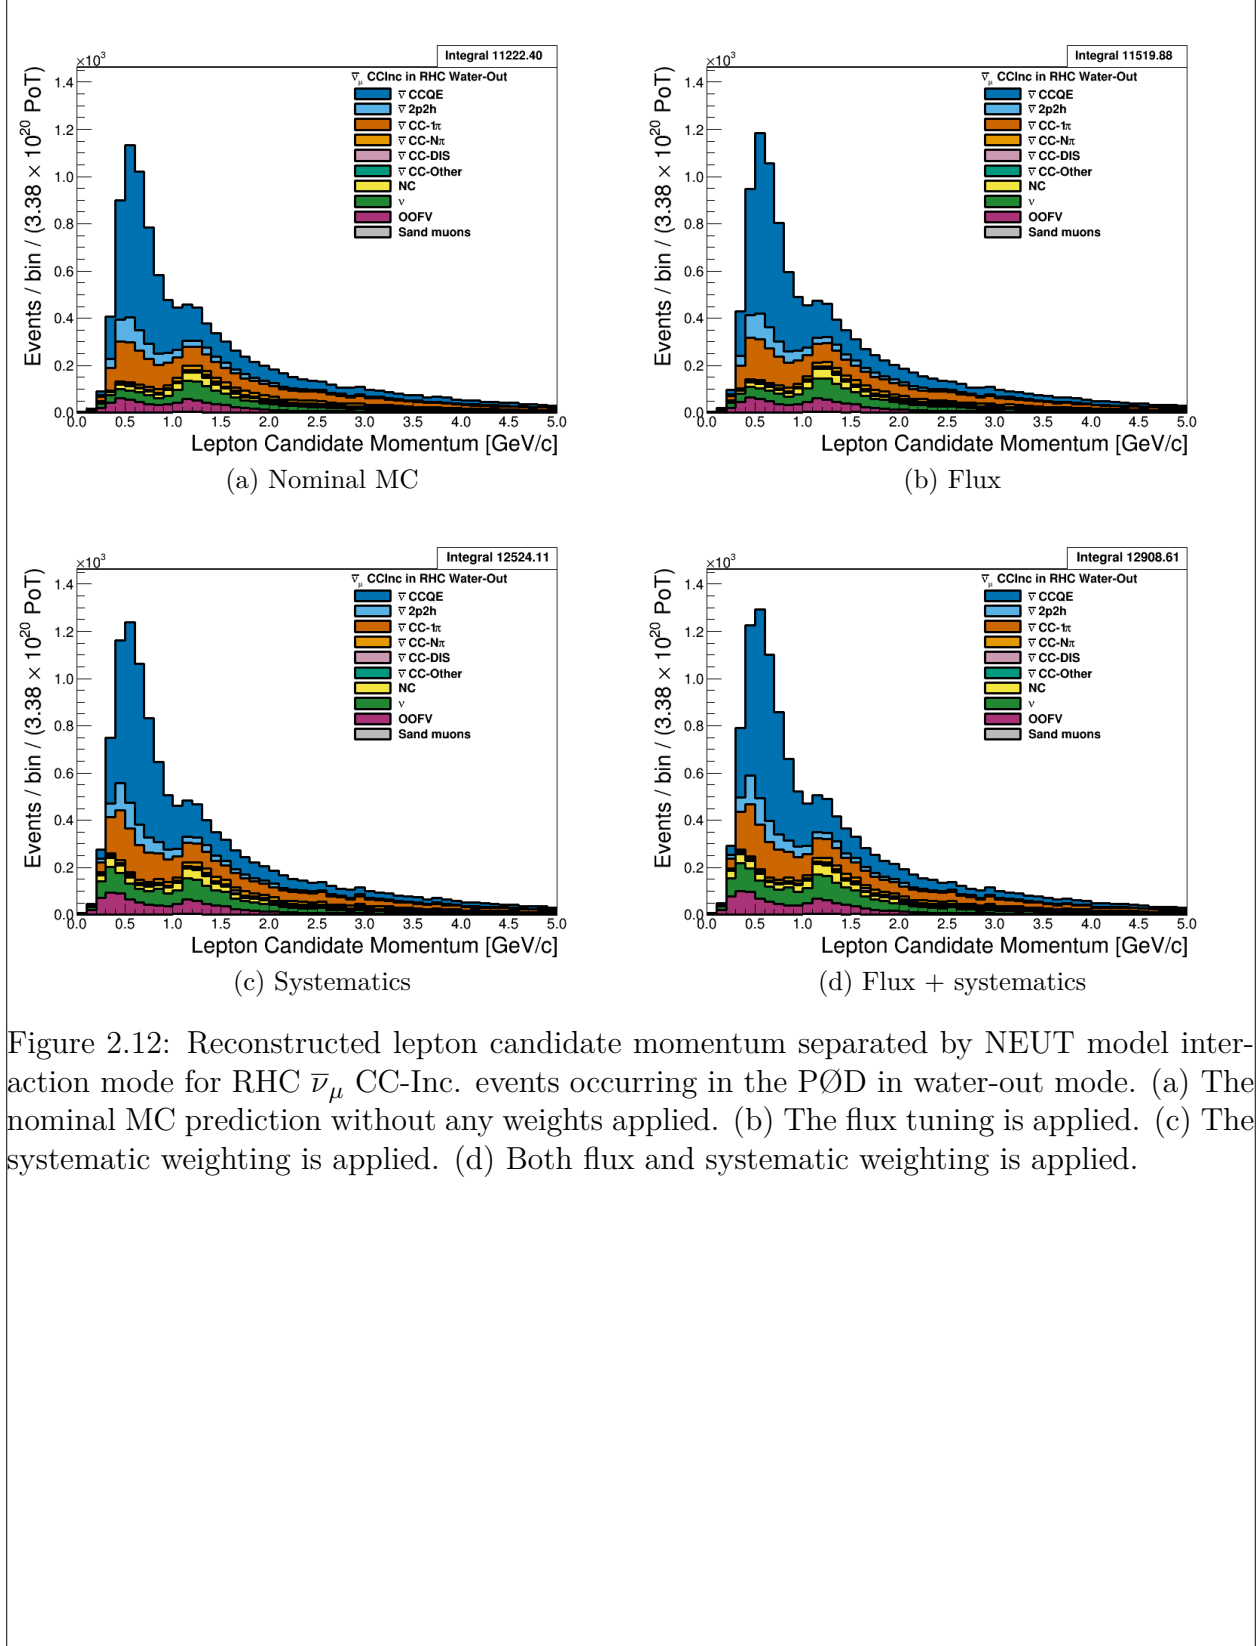 Integral 11222.40
×10³
ν̅μ CCInc in RHC Water-Out
ν̅ CCQE
ν̅ 2p2h
ν̅ CC-1π
ν̅ CC-Nπ
ν̅ CC-DIS
ν̅ CC-Other
NC
ν
OOFV
Sand muons
Events / bin / (3.38 × 10²⁰ PoT)
1.4
1.2
1.0
0.8
0.6
0.4
0.2
0.0
0.0 0.5 1.0 1.5 2.0 2.5 3.0 3.5 4.0 4.5 5.0
Lepton Candidate Momentum [GeV/c]
(a) Nominal MC
Integral 11519.88
×10³
ν̅μ CCInc in RHC Water-Out
ν̅ CCQE
ν̅ 2p2h
ν̅ CC-1π
ν̅ CC-Nπ
ν̅ CC-DIS
ν̅ CC-Other
NC
ν
OOFV
Sand muons
Events / bin / (3.38 × 10²⁰ PoT)
1.4
1.2
1.0
0.8
0.6
0.4
0.2
0.0
0.0 0.5 1.0 1.5 2.0 2.5 3.0 3.5 4.0 4.5 5.0
Lepton Candidate Momentum [GeV/c]
(b) Flux
Integral 12524.11
×10³
ν̅μ CCInc in RHC Water-Out
ν̅ CCQE
ν̅ 2p2h
ν̅ CC-1π
ν̅ CC-Nπ
ν̅ CC-DIS
ν̅ CC-Other
NC
ν
OOFV
Sand muons
Events / bin / (3.38 × 10²⁰ PoT)
1.4
1.2
1.0
0.8
0.6
0.4
0.2
0.0
0.0 0.5 1.0 1.5 2.0 2.5 3.0 3.5 4.0 4.5 5.0
Lepton Candidate Momentum [GeV/c]
(c) Systematics
Integral 12908.61
×10³
ν̅μ CCInc in RHC Water-Out
ν̅ CCQE
ν̅ 2p2h
ν̅ CC-1π
ν̅ CC-Nπ
ν̅ CC-DIS
ν̅ CC-Other
NC
ν
OOFV
Sand muons
Events / bin / (3.38 × 10²⁰ PoT)
1.4
1.2
1.0
0.8
0.6
0.4
0.2
0.0
0.0 0.5 1.0 1.5 2.0 2.5 3.0 3.5 4.0 4.5 5.0
Lepton Candidate Momentum [GeV/c]
(d) Flux + systematics
Figure 2.12: Reconstructed lepton candidate momentum separated by NEUT model inter-
action mode for RHC ν̅μ CC-Inc. events occurring in the PØD in water-out mode. (a) The
nominal MC prediction without any weights applied. (b) The flux tuning is applied. (c) The
systematic weighting is applied. (d) Both flux and systematic weighting is applied.